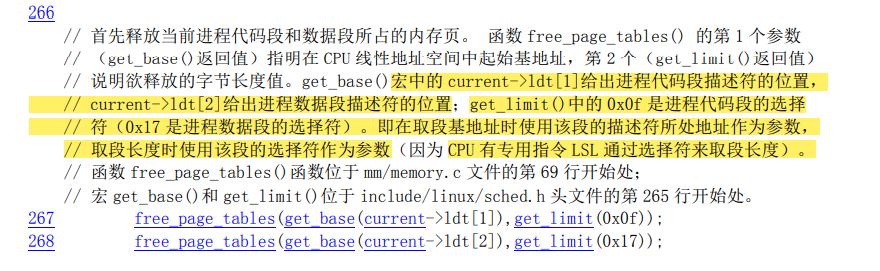 266
// 首先释放当前进程代码段和数据段所占的内存页。 函数 free_page_tables() 的第 1 个参数
// （get_base()返回值）指明在 CPU 线性地址空间中起始基地址，第 2 个（get_limit()返回值）
// 说明欲释放的字节长度值。get_base()宏中的 current->ldt[1]给出进程代码段描述符的位置，
// current->ldt[2]给出进程数据段描述符的位置；get_limit()中的 0x0f 是进程代码段的选择
// 符（0x17 是进程数据段的选择符）。即在取段基地址时使用该段的描述符所处地址作为参数，
// 取段长度时使用该段的选择符作为参数（因为 CPU 有专用指令 LSL 通过选择符来取段长度）。
// 函数 free_page_tables()函数位于 mm/memory.c 文件的第 69 行开始处；
// 宏 get_base()和 get_limit()位于 include/linux/sched.h 头文件的第 265 行开始处。
267 free_page_tables(get_base(current->ldt[1]),get_limit(0x0f));
268 free_page_tables(get_base(current->ldt[2]),get_limit(0x17));